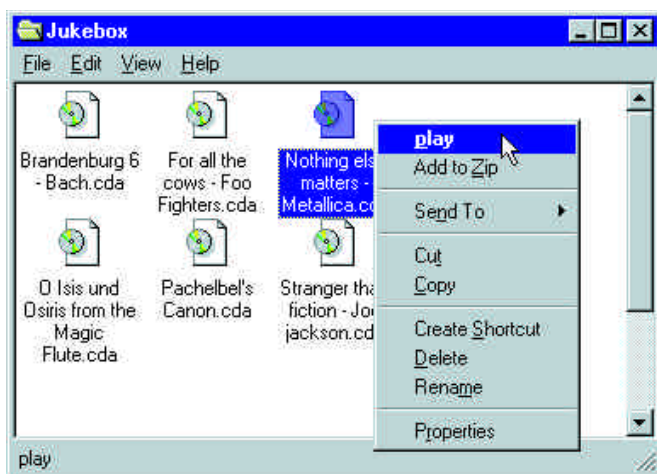 Jukebox
File Edit View Help
Brandenburg 6
- Bach.cda
For all the
cows - Foo
Fighters.cda
Nothing els
matters -
Metallica.cd
O Isis und
Osiris from the
Magic
Flute.cda
Pachelbel's
Canon.cda
Stranger tha
fiction - Joe
jackson.cd
play
Add to Zip
Send To
Cut
Copy
Create Shortcut
Delete
Rename
Properties
play